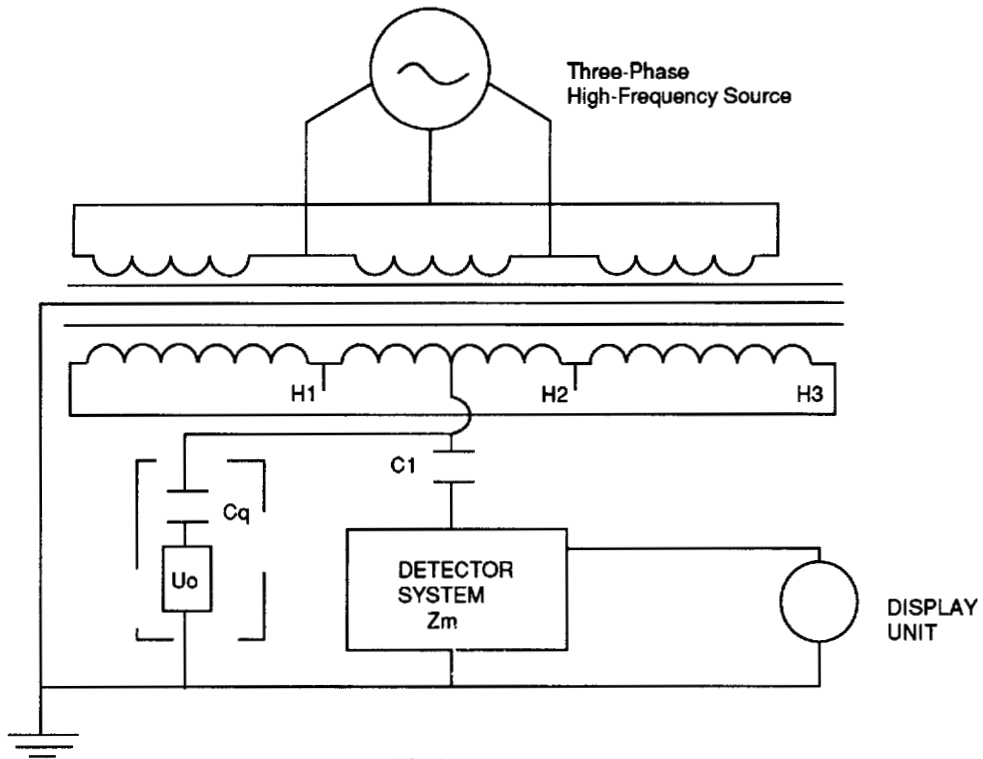 Three-Phase
High-Frequency Source
H1
H2
H3
C1
Cq
Uo
DETECTOR
SYSTEM
Zm
DISPLAY
UNIT